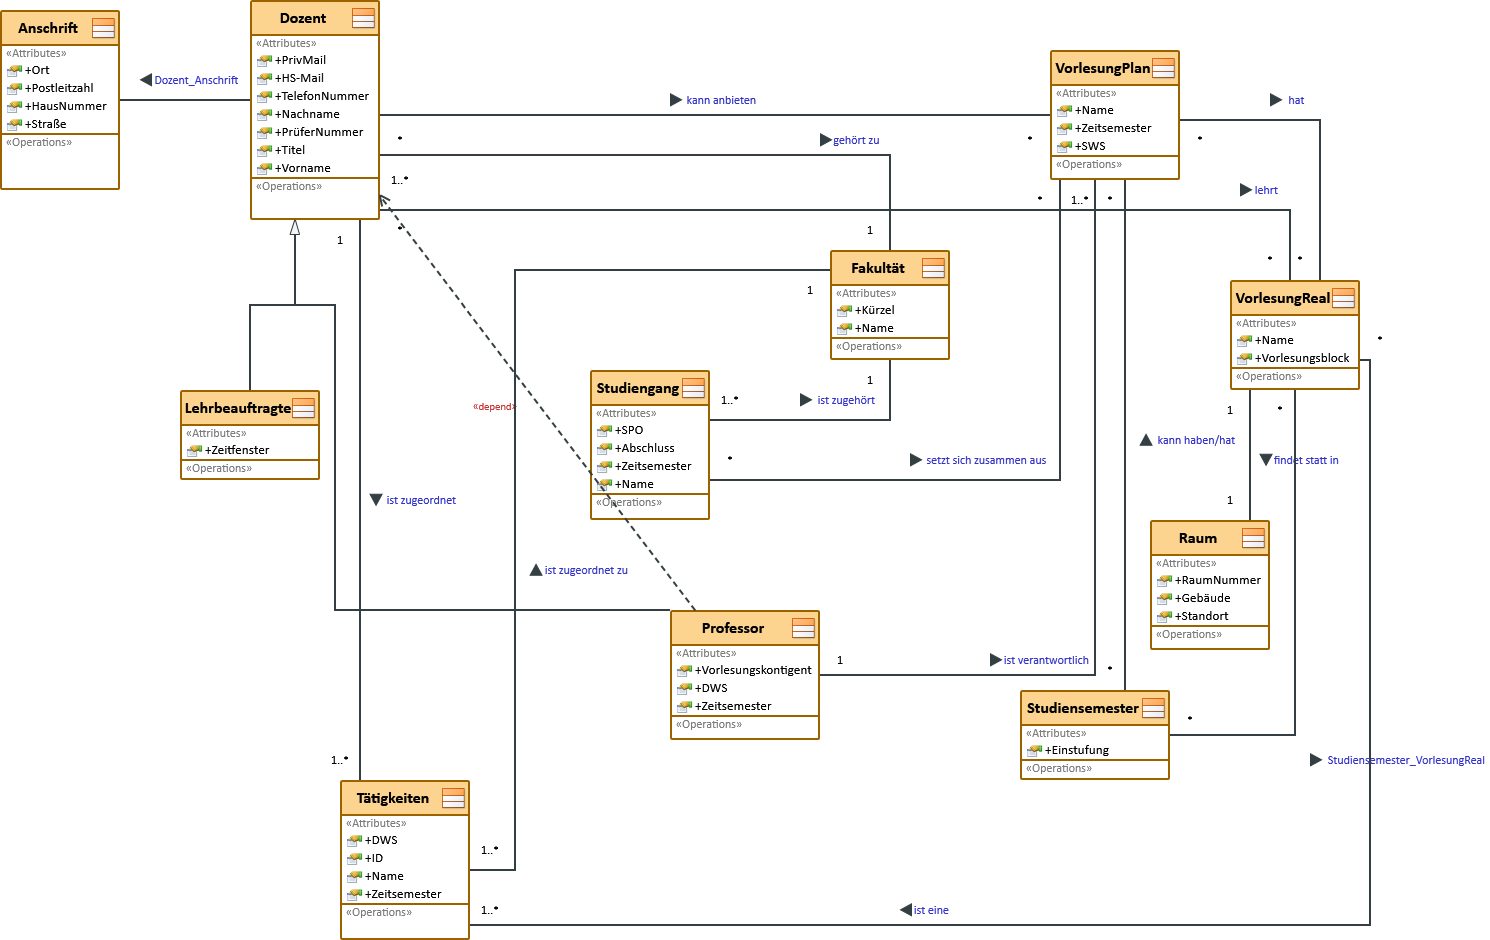 Anschrift
«Attributes»
+Ort
+Postleitzahl
+HausNummer
+Straße
«Operations»
Dozent_Anschrift
Dozent
«Attributes»
+PrivMail
+HS-Mail
+TelefonNummer
+Nachname
+PrüferNummer
+Titel
+Vorname
«Operations»
kann anbieten
*
*
gehört zu
1..*
1
lehrt
*
*
VorlesungPlan
«Attributes»
+Name
+Zeitsemester
+SWS
«Operations»
hat
*
*
*
1..*
*
Fakultät
«Attributes»
+Kürzel
+Name
«Operations»
1
1
VorlesungReal
«Attributes»
+Name
+Vorlesungsblock
«Operations»
*
1
*
Studiengang
«Attributes»
+SPO
+Abschluss
+Zeitsemester
+Name
«Operations»
1..*
ist zugehört
*
setzt sich zusammen aus
Lehrbeauftragte
«Attributes»
+Zeitfenster
«Operations»
«depend»
1
ist zugeordnet
1..*
ist zugeordnet zu
kann haben/hat
findet statt in
1
Raum
«Attributes»
+RaumNummer
+Gebäude
+Standort
«Operations»
Professor
«Attributes»
+Vorlesungskontigent
+DWS
+Zeitsemester
«Operations»
1
ist verantwortlich
*
Studiensemester
«Attributes»
+Einstufung
«Operations»
*
Studiensemester_VorlesungReal
Tätigkeiten
«Attributes»
+DWS
+ID
+Name
+Zeitsemester
«Operations»
1..*
1..*
ist eine